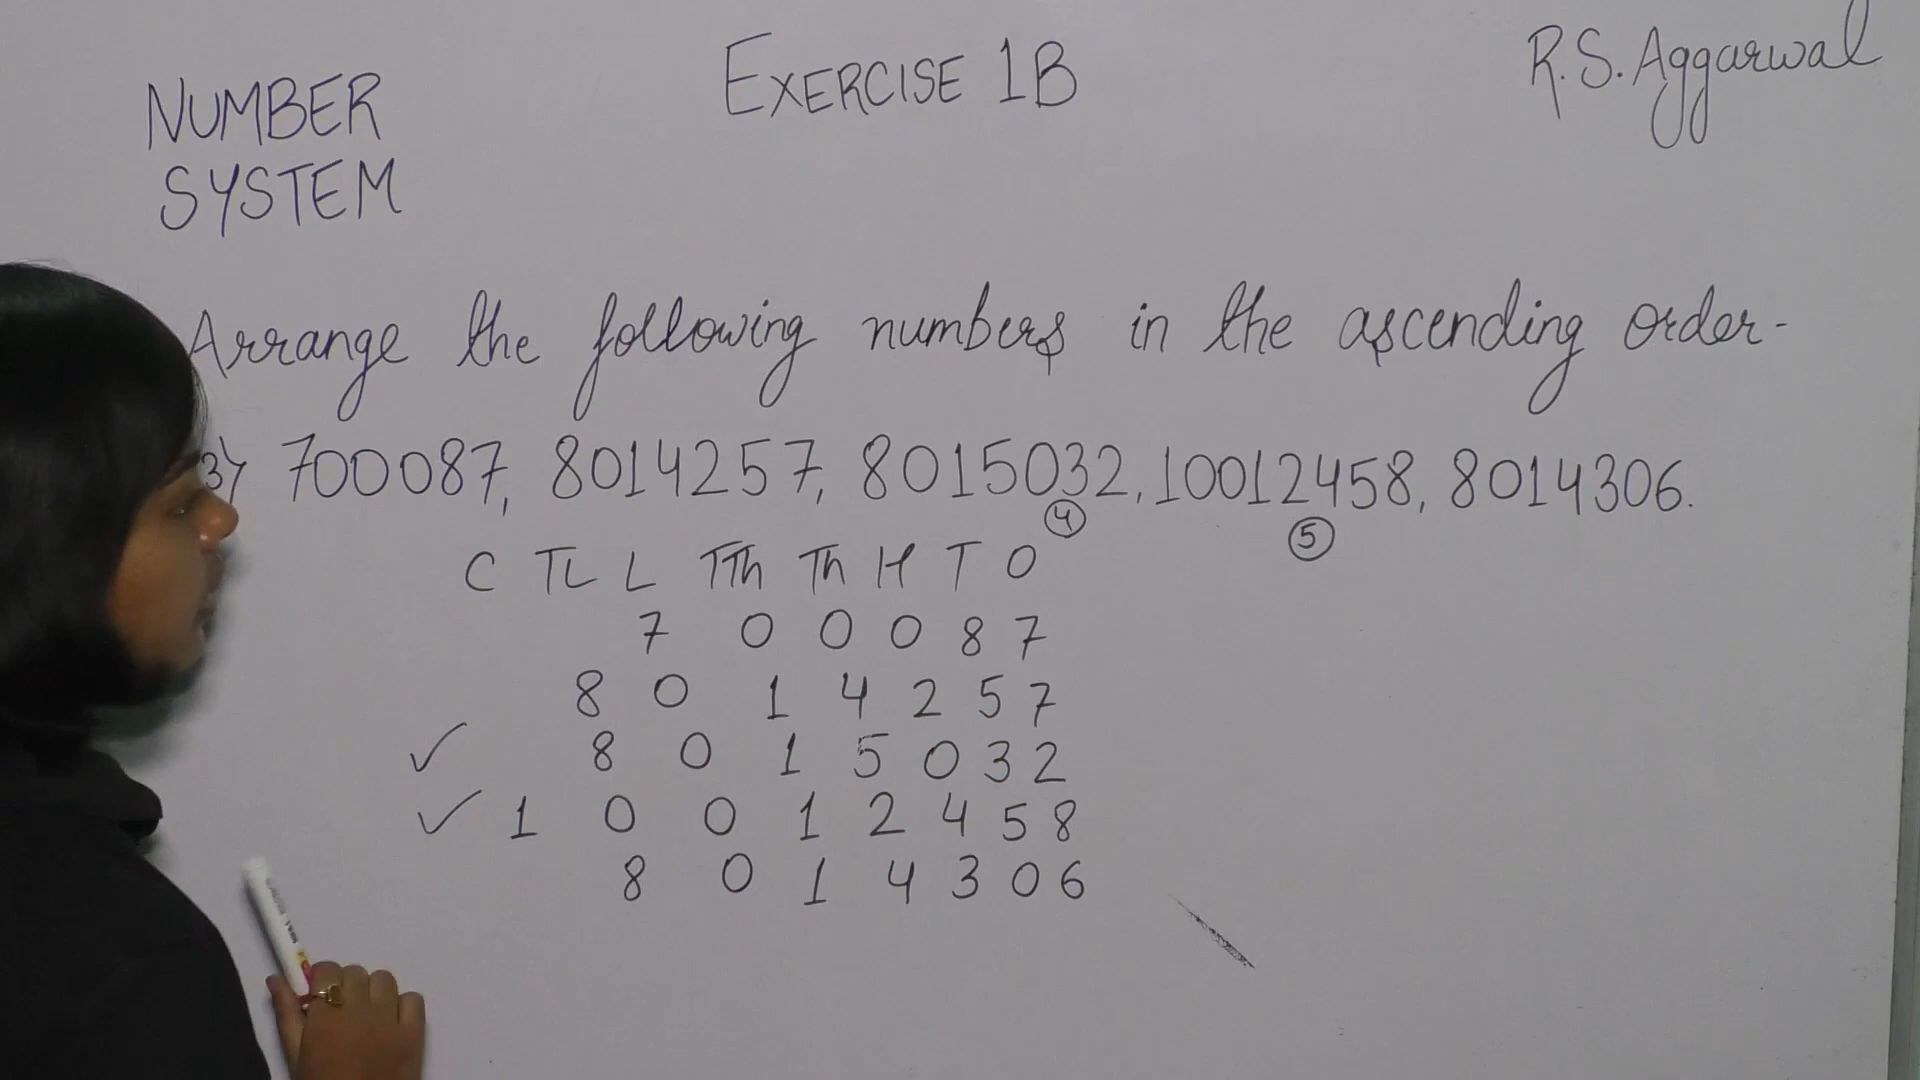 NUMBER SYSTEM
EXERCISE 1B
R.S. Aggarwal
Arrange the following numbers in the ascending order-
3) 700087, 8014257, 8015032, 10012458, 8014306.
④ ⑤
C TL L TTh Th H T O
7 0 0 0 8 7
8 0 1 4 2 5 7
✓ 8 0 1 5 0 3 2
✓ 1 0 0 1 2 4 5 8
8 0 1 4 3 0 6